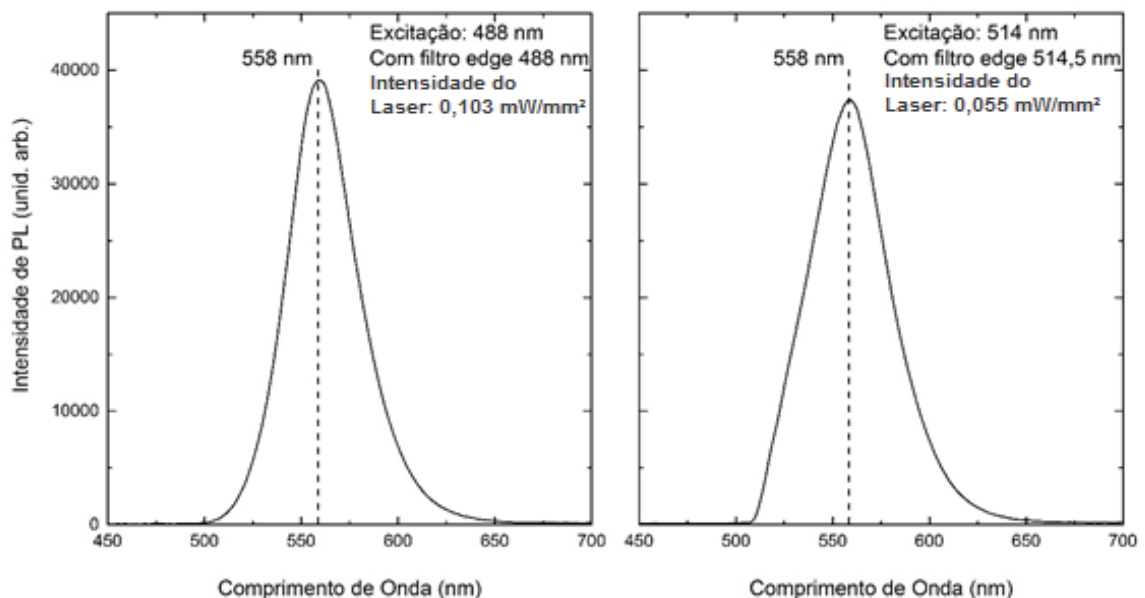 Excitação: 488 nm
558 nm
Com filtro edge 488 nm
Intensidade do
Laser: 0,103 mW/mm²
Excitação: 514 nm
558 nm
Com filtro edge 514,5 nm
Intensidade do
Laser: 0,055 mW/mm²
Intensidade de PL (unid. arb.)
40000
30000
20000
10000
0
450
500
550
600
650
700
450
500
550
600
650
700
Comprimento de Onda (nm)
Comprimento de Onda (nm)